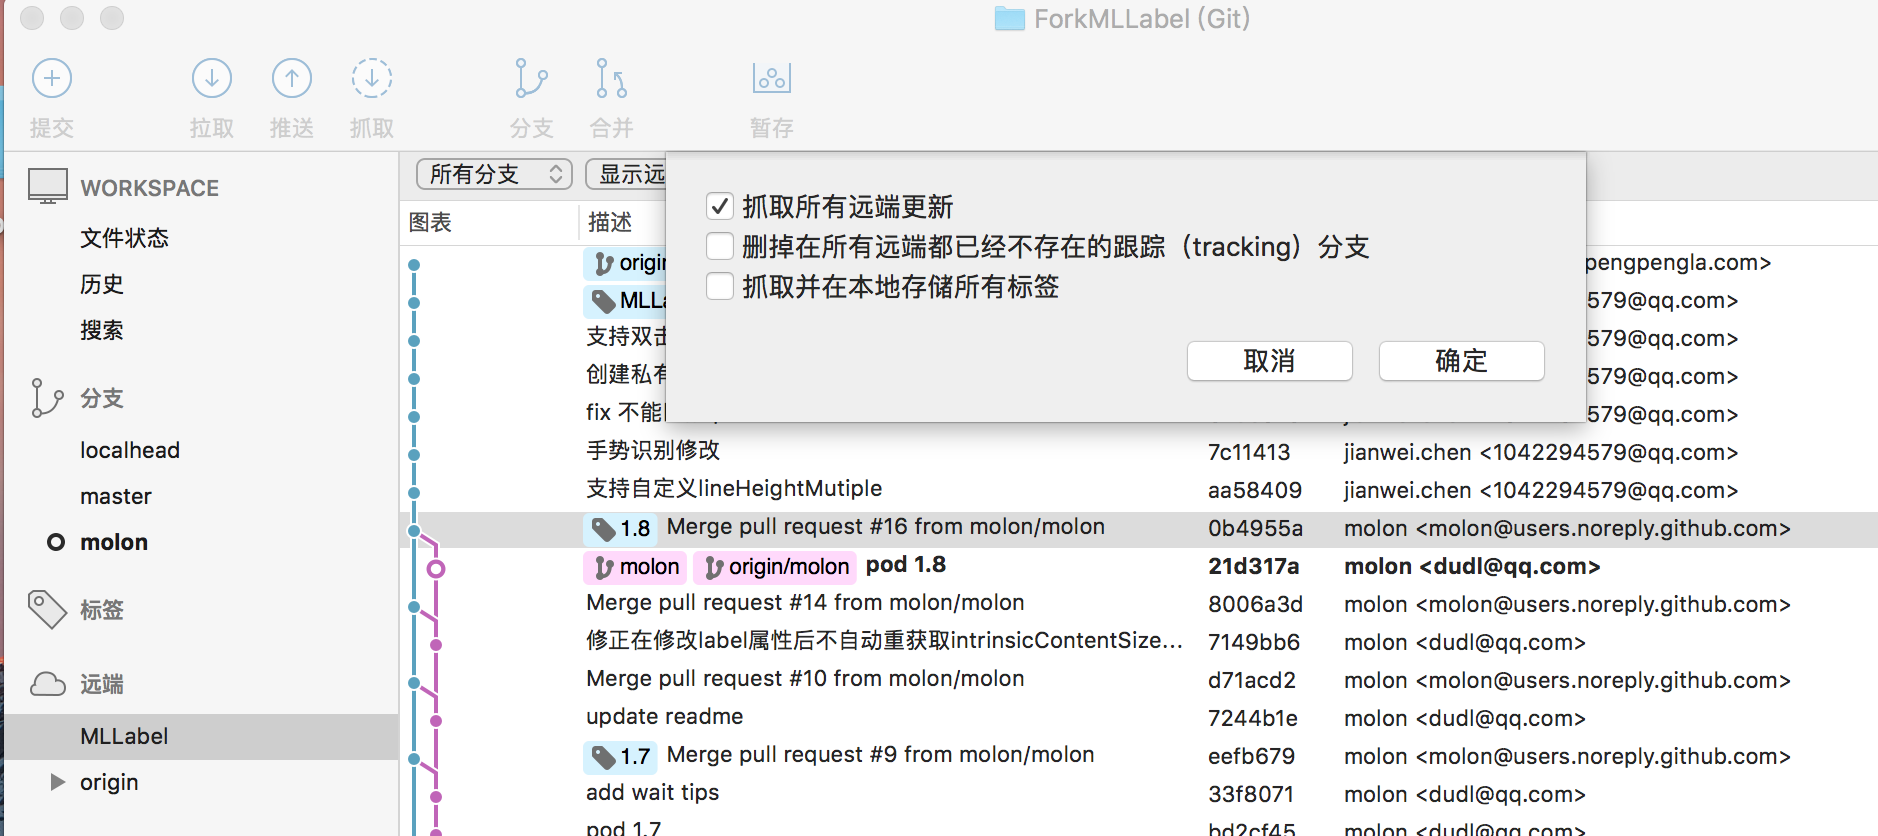 ForkMLLabel (Git)
提交 拉取 推送 抓取 分支 合并 暂存
WORKSPACE
文件状态
历史
搜索
分支
localhead
master
molon
标签
远端
MLLabel
origin
所有分支 显示远
抓取所有远端更新
删掉在所有远端都已经不存在的跟踪（tracking）分支
抓取并在本地存储所有标签
取消 确定
图表 描述
pengpengla.com>
579@qq.com>
支持双击 579@qq.com>
创建私有 579@qq.com>
fix 不能 579@qq.com>
手势识别修改 7c11413 jianwei.chen <1042294579@qq.com>
支持自定义lineHeightMutiple aa58409 jianwei.chen <1042294579@qq.com>
1.8 Merge pull request #16 from molon/molon 0b4955a molon <molon@users.noreply.github.com>
molon origin/molon pod 1.8 21d317a molon <dudl@qq.com>
Merge pull request #14 from molon/molon 8006a3d molon <molon@users.noreply.github.com>
修正在修改label属性后不自动重获取intrinsicContentSize... 7149bb6 molon <dudl@qq.com>
Merge pull request #10 from molon/molon d71acd2 molon <molon@users.noreply.github.com>
update readme 7244b1e molon <dudl@qq.com>
1.7 Merge pull request #9 from molon/molon eefb679 molon <molon@users.noreply.github.com>
add wait tips 33f8071 molon <dudl@qq.com>
pod 1.7 bd2cf45 molon <dudl@qq.com>